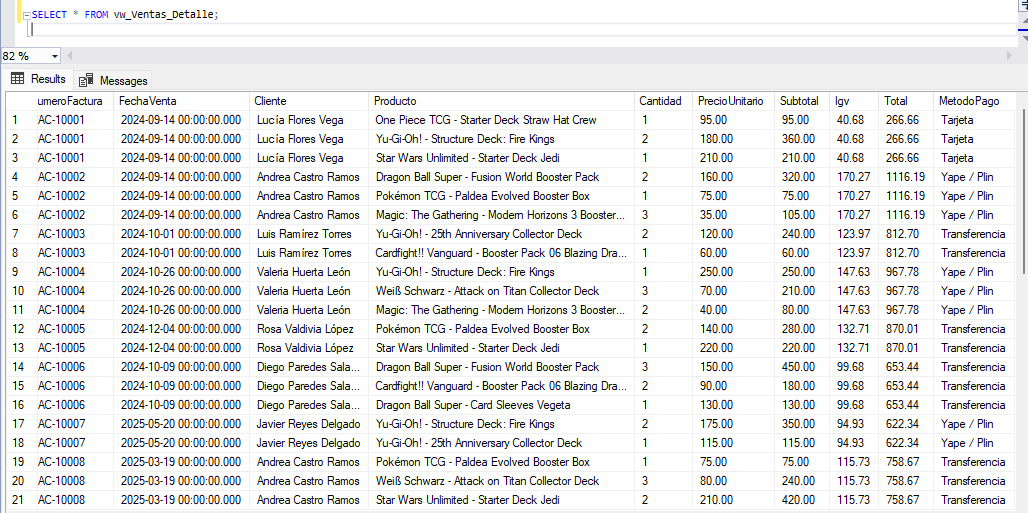 SELECT * FROM vw_Ventas_Detalle;
82 %
Results Messages
umeroFactura FechaVenta Cliente Producto Cantidad PrecioUnitario Subtotal Igv Total MetodoPago
1 AC-10001 2024-09-14 00:00:00.000 Lucía Flores Vega One Piece TCG - Starter Deck Straw Hat Crew 1 95.00 95.00 40.68 266.66 Tarjeta
2 AC-10001 2024-09-14 00:00:00.000 Lucía Flores Vega Yu-Gi-Oh! - Structure Deck: Fire Kings 2 180.00 360.00 40.68 266.66 Tarjeta
3 AC-10001 2024-09-14 00:00:00.000 Lucía Flores Vega Star Wars Unlimited - Starter Deck Jedi 1 210.00 210.00 40.68 266.66 Tarjeta
4 AC-10002 2024-09-14 00:00:00.000 Andrea Castro Ramos Dragon Ball Super - Fusion World Booster Pack 2 160.00 320.00 170.27 1116.19 Yape / Plin
5 AC-10002 2024-09-14 00:00:00.000 Andrea Castro Ramos Pokémon TCG - Paldea Evolved Booster Box 1 75.00 75.00 170.27 1116.19 Yape / Plin
6 AC-10002 2024-09-14 00:00:00.000 Andrea Castro Ramos Magic: The Gathering - Modern Horizons 3 Booster... 3 35.00 105.00 170.27 1116.19 Yape / Plin
7 AC-10003 2024-10-01 00:00:00.000 Luis Ramírez Torres Yu-Gi-Oh! - 25th Anniversary Collector Deck 2 120.00 240.00 123.97 812.70 Transferencia
8 AC-10003 2024-10-01 00:00:00.000 Luis Ramírez Torres Cardfight!! Vanguard - Booster Pack 06 Blazing Dra... 1 60.00 60.00 123.97 812.70 Transferencia
9 AC-10004 2024-10-26 00:00:00.000 Valeria Huerta León Yu-Gi-Oh! - Structure Deck: Fire Kings 1 250.00 250.00 147.63 967.78 Yape / Plin
10 AC-10004 2024-10-26 00:00:00.000 Valeria Huerta León Weiß Schwarz - Attack on Titan Collector Deck 3 70.00 210.00 147.63 967.78 Yape / Plin
11 AC-10004 2024-10-26 00:00:00.000 Valeria Huerta León Magic: The Gathering - Modern Horizons 3 Booster... 2 40.00 80.00 147.63 967.78 Yape / Plin
12 AC-10005 2024-12-04 00:00:00.000 Rosa Valdivia López Pokémon TCG - Paldea Evolved Booster Box 2 140.00 280.00 132.71 870.01 Transferencia
13 AC-10005 2024-12-04 00:00:00.000 Rosa Valdivia López Star Wars Unlimited - Starter Deck Jedi 1 220.00 220.00 132.71 870.01 Transferencia
14 AC-10006 2024-10-09 00:00:00.000 Diego Paredes Sala... Dragon Ball Super - Fusion World Booster Pack 3 150.00 450.00 99.68 653.44 Transferencia
15 AC-10006 2024-10-09 00:00:00.000 Diego Paredes Sala... Cardfight!! Vanguard - Booster Pack 06 Blazing Dra... 2 90.00 180.00 99.68 653.44 Transferencia
16 AC-10006 2024-10-09 00:00:00.000 Diego Paredes Sala... Dragon Ball Super - Card Sleeves Vegeta 1 130.00 130.00 99.68 653.44 Transferencia
17 AC-10007 2025-05-20 00:00:00.000 Javier Reyes Delgado Yu-Gi-Oh! - Structure Deck: Fire Kings 2 175.00 350.00 94.93 622.34 Yape / Plin
18 AC-10007 2025-05-20 00:00:00.000 Javier Reyes Delgado Yu-Gi-Oh! - 25th Anniversary Collector Deck 1 115.00 115.00 94.93 622.34 Yape / Plin
19 AC-10008 2025-03-19 00:00:00.000 Andrea Castro Ramos Pokémon TCG - Paldea Evolved Booster Box 1 75.00 75.00 115.73 758.67 Transferencia
20 AC-10008 2025-03-19 00:00:00.000 Andrea Castro Ramos Weiß Schwarz - Attack on Titan Collector Deck 3 80.00 240.00 115.73 758.67 Transferencia
21 AC-10008 2025-03-19 00:00:00.000 Andrea Castro Ramos Star Wars Unlimited - Starter Deck Jedi 2 210.00 420.00 115.73 758.67 Transferencia